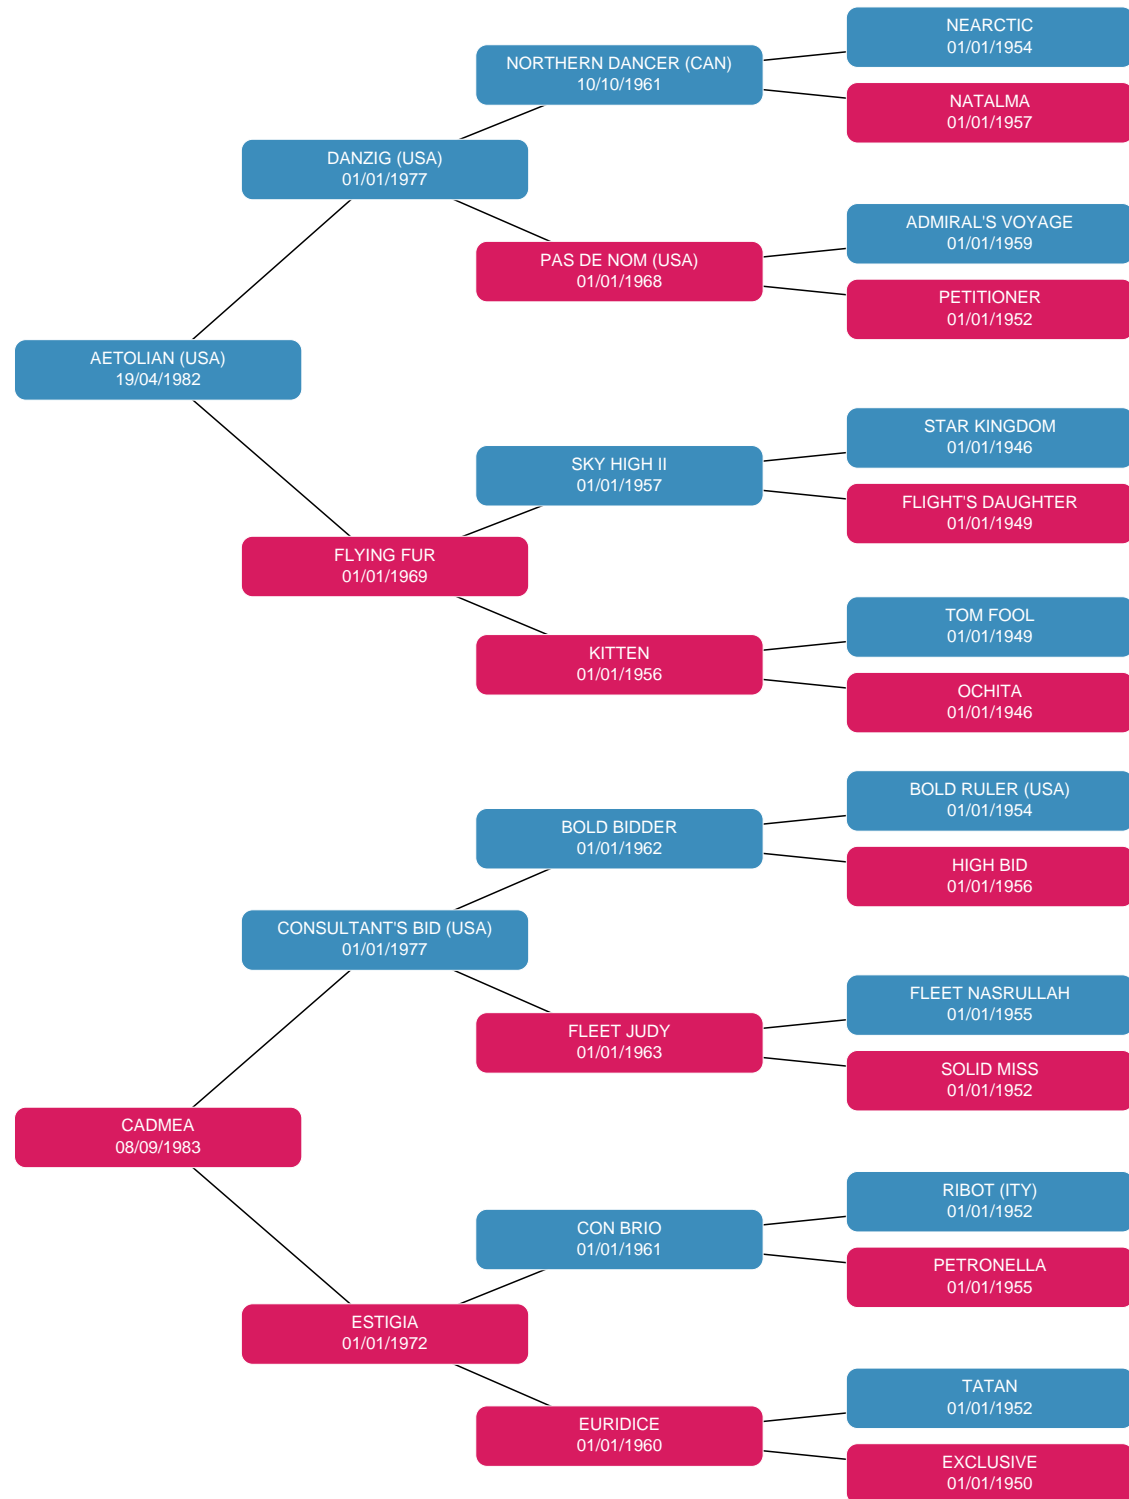 NEARCTIC
01/01/1954
NORTHERN DANCER (CAN)
10/10/1961
NATALMA
01/01/1957
DANZIG (USA)
01/01/1977
ADMIRAL'S VOYAGE
01/01/1959
PAS DE NOM (USA)
01/01/1968
PETITIONER
01/01/1952
AETOLIAN (USA)
19/04/1982
STAR KINGDOM
01/01/1946
SKY HIGH II
01/01/1957
FLIGHT'S DAUGHTER
01/01/1949
FLYING FUR
01/01/1969
TOM FOOL
01/01/1949
KITTEN
01/01/1956
OCHITA
01/01/1946
BOLD RULER (USA)
01/01/1954
BOLD BIDDER
01/01/1962
HIGH BID
01/01/1956
CONSULTANT'S BID (USA)
01/01/1977
FLEET NASRULLAH
01/01/1955
FLEET JUDY
01/01/1963
SOLID MISS
01/01/1952
CADMEA
08/09/1983
RIBOT (ITY)
01/01/1952
CON BRIO
01/01/1961
PETRONELLA
01/01/1955
ESTIGIA
01/01/1972
TATAN
01/01/1952
EURIDICE
01/01/1960
EXCLUSIVE
01/01/1950